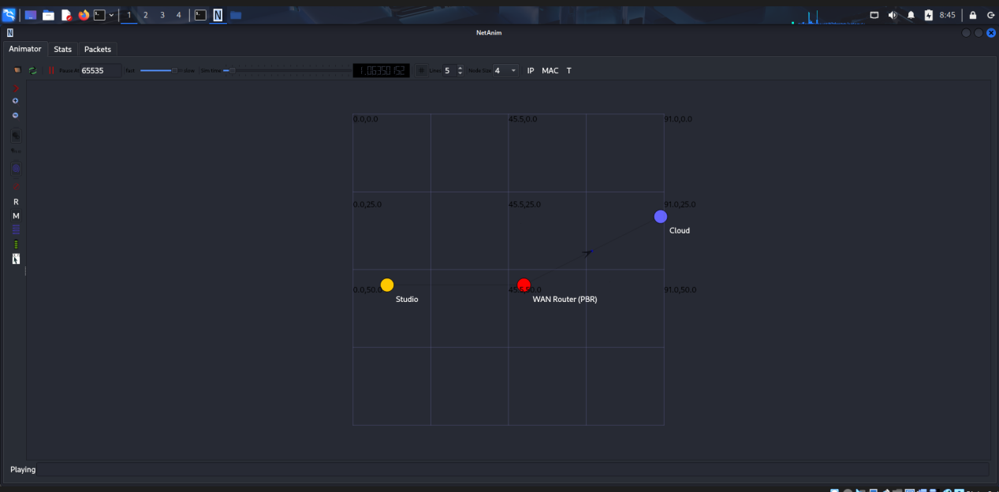 1 2 3 4 N 8:45
N NetAnim
Animator Stats Packets
Pause At 65535 Fast slow Sim time 1.06350152 Lines 5 Node Size 4 IP MAC T
0.0,0.0 45.5,0.0 91.0,0.0
R
0.0,25.0 45.5,25.0 91.0,25.0
M
Cloud
0.0,50.0 45.5,50.0 91.0,50.0
Studio WAN Router (PBR)
Playing